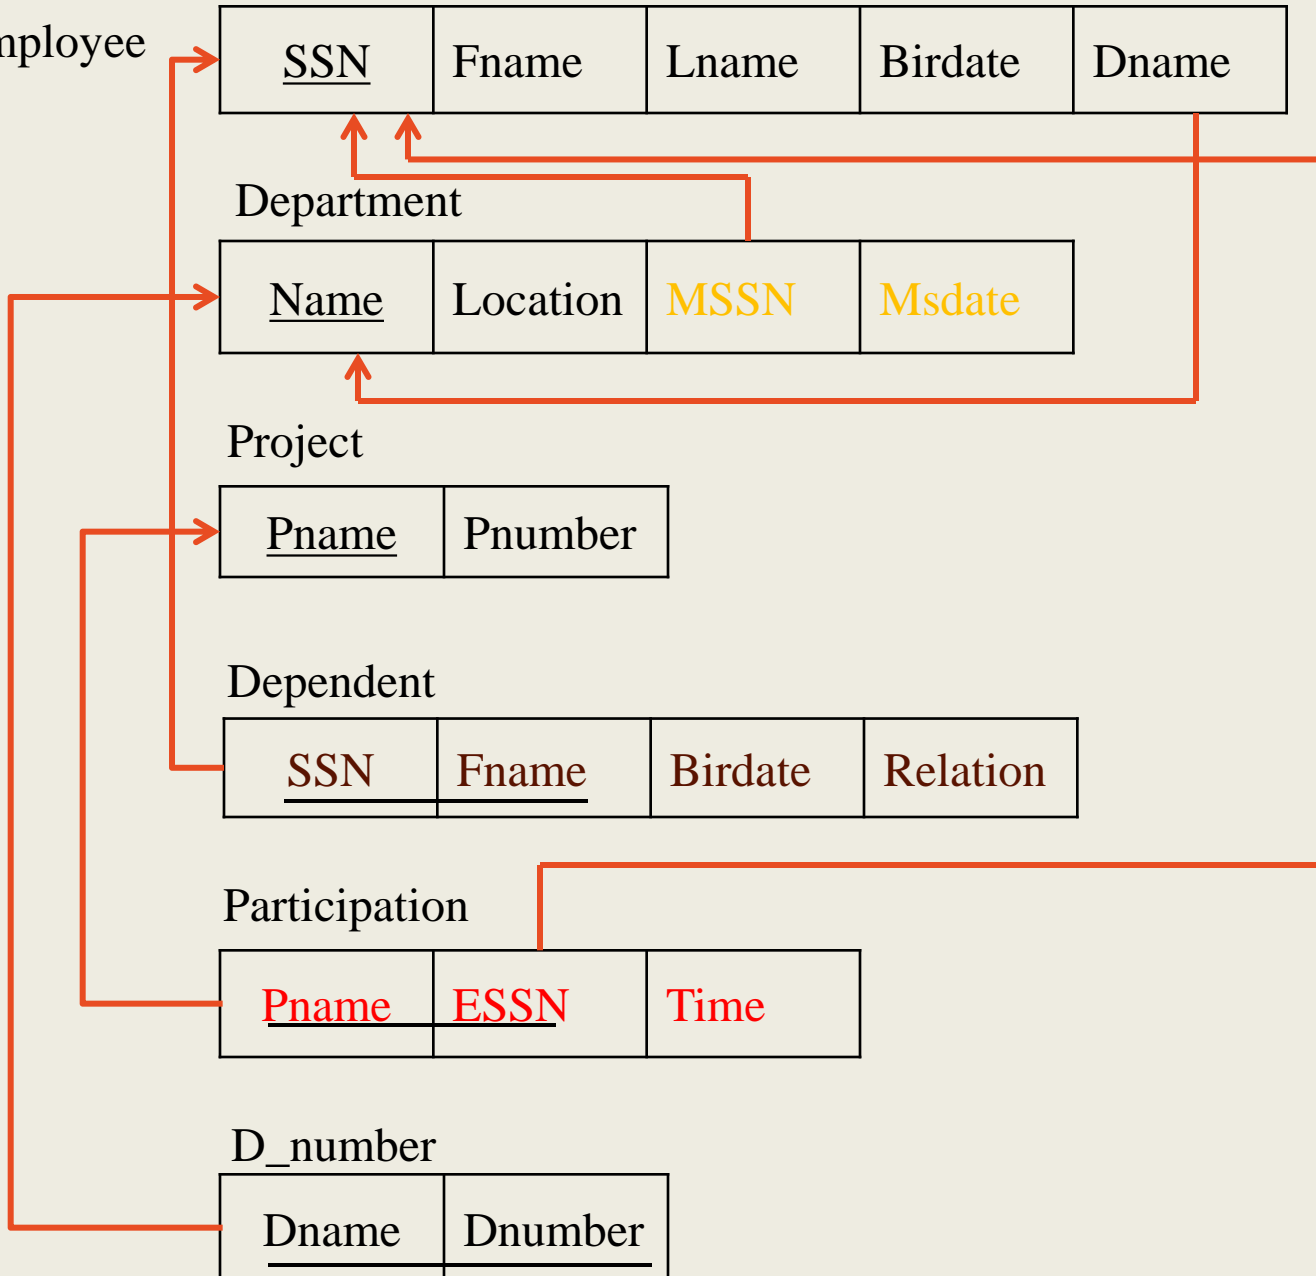 mployee
SSN Fname Lname Birdate Dname
Department
Name Location MSSN Msdate
Project
Pname Pnumber
Dependent
SSN Fname Birdate Relation
Participation
Pname ESSN Time
D_number
Dname Dnumber